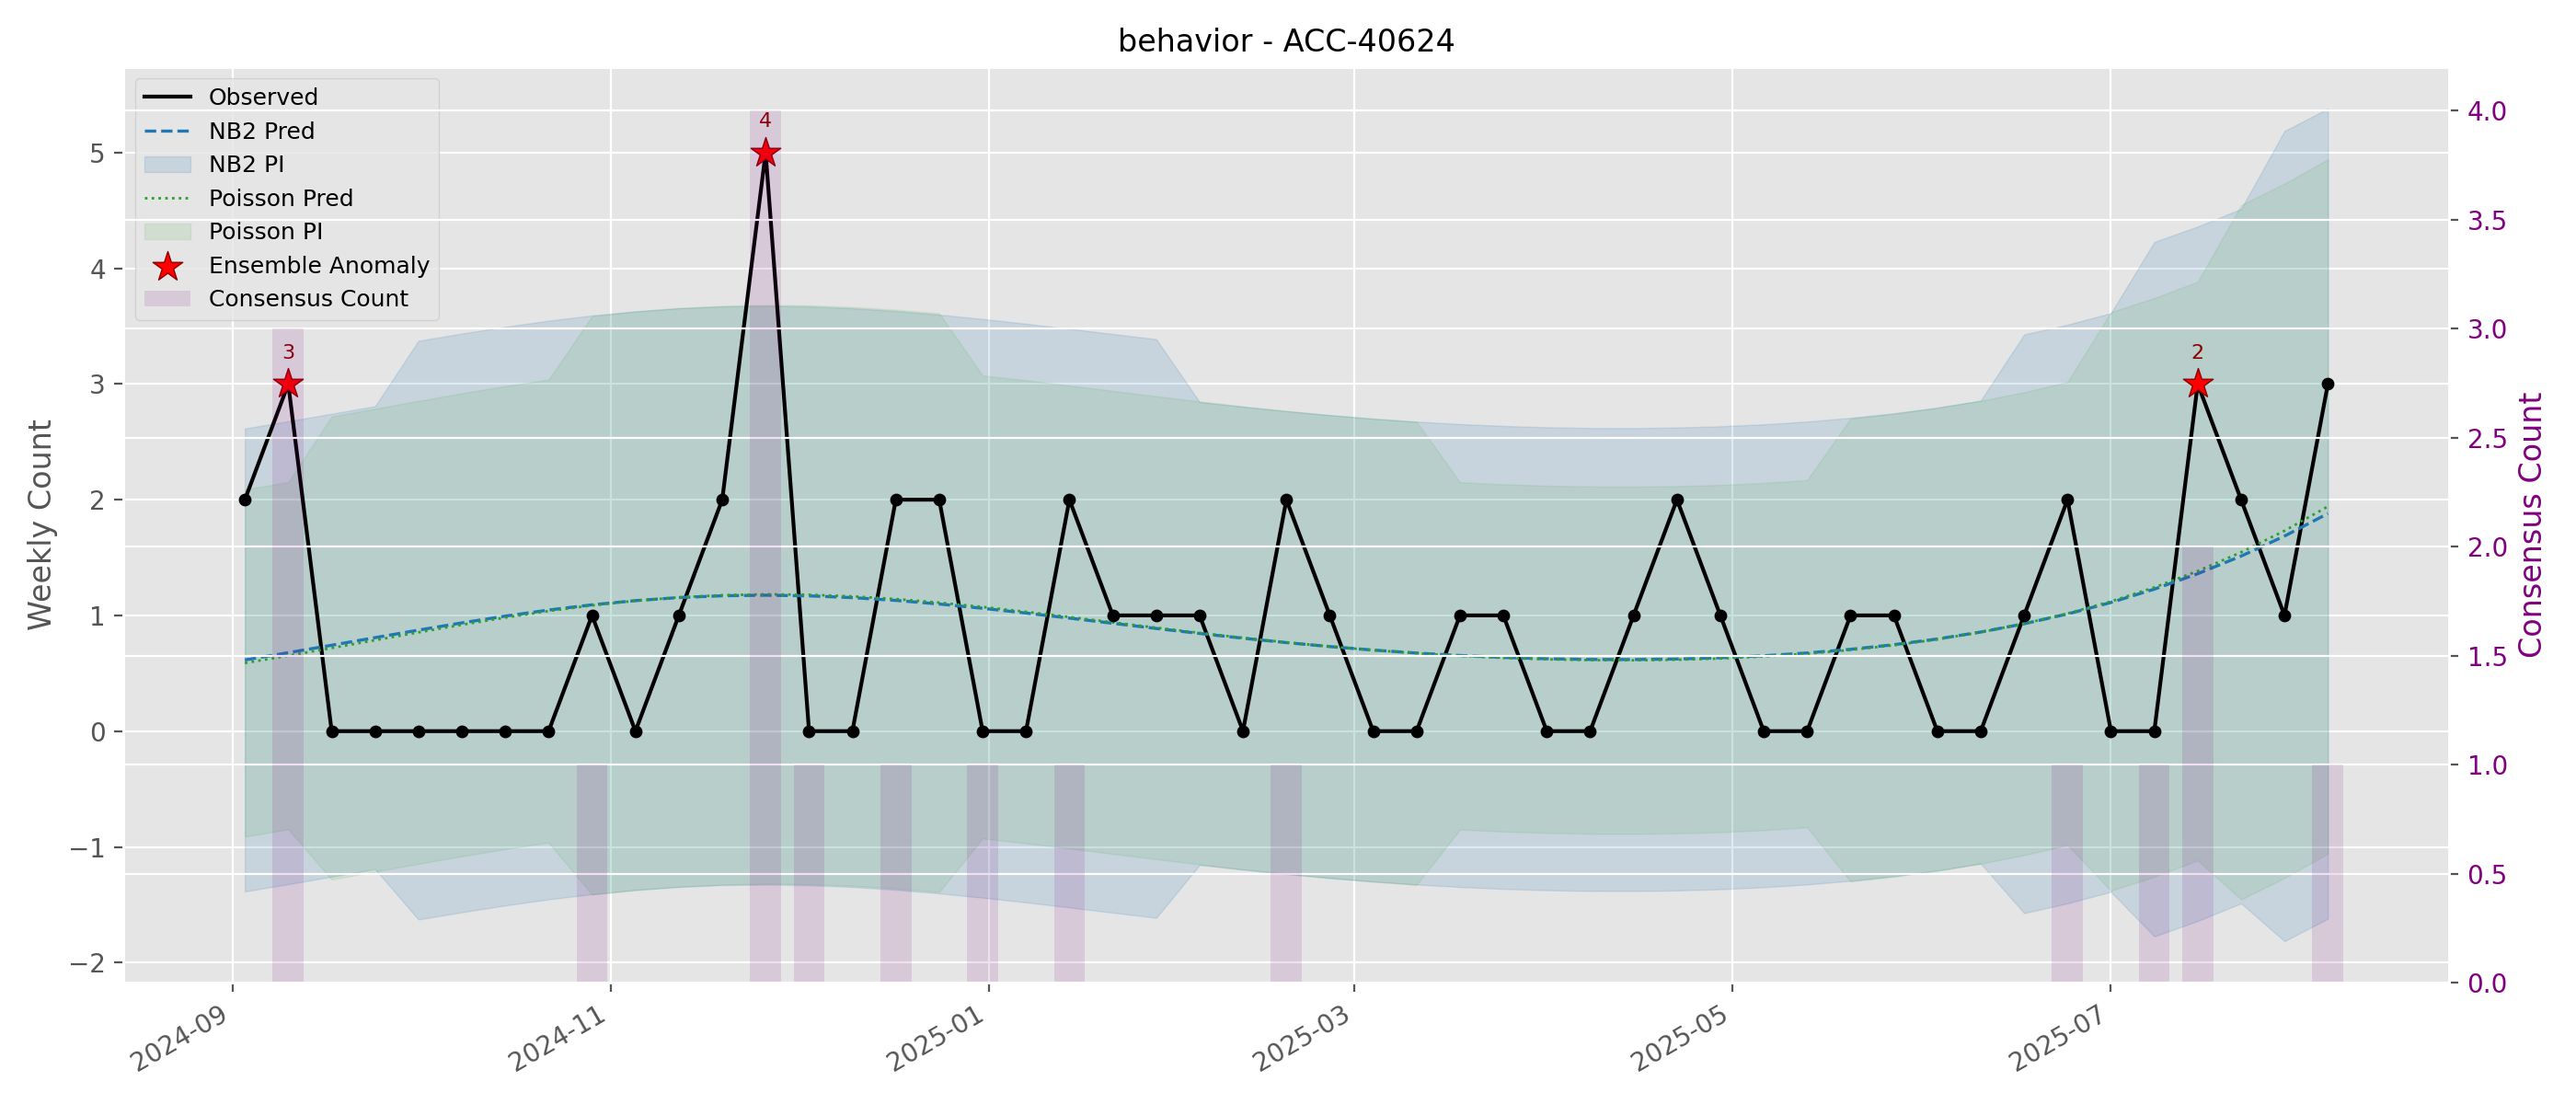 behavior - ACC-40624
Observed
NB2 Pred
NB2 PI
Poisson Pred
Poisson PI
Ensemble Anomaly
Consensus Count
3
4
2
Weekly Count
5
4
3
2
1
0
−1
−2
4.0
3.5
3.0
2.5
2.0
1.5
1.0
0.5
0.0
Consensus Count
2024-09
2024-11
2025-01
2025-03
2025-05
2025-07